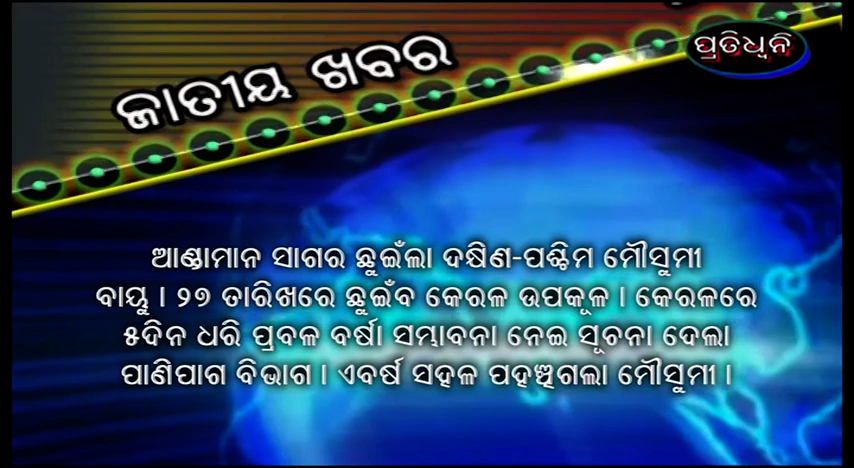 ପ୍ରତିଧ୍ୱନି
ଜାତୀୟ ଖବର
ଆଣ୍ଡାମାନ ସାଗର ଛୁଇଁଲା ଦକ୍ଷିଣ-ପଶ୍ଚିମ ମୌସୁମୀ
ବାୟୁ । ୨୭ ତାରିଖରେ ଛୁଇଁବ କେରଳ ଉପକୂଳ । କେରଳରେ
୫ଦିନ ଧରି ପ୍ରବଳ ବର୍ଷା ସମ୍ଭାବନା ନେଇ ସୂଚନା ଦେଲା
ପାଣିପାଗ ବିଭାଗ । ଏବର୍ଷ ସହଳ ପହଞ୍ଚିଗଲା ମୌସୁମୀ ।